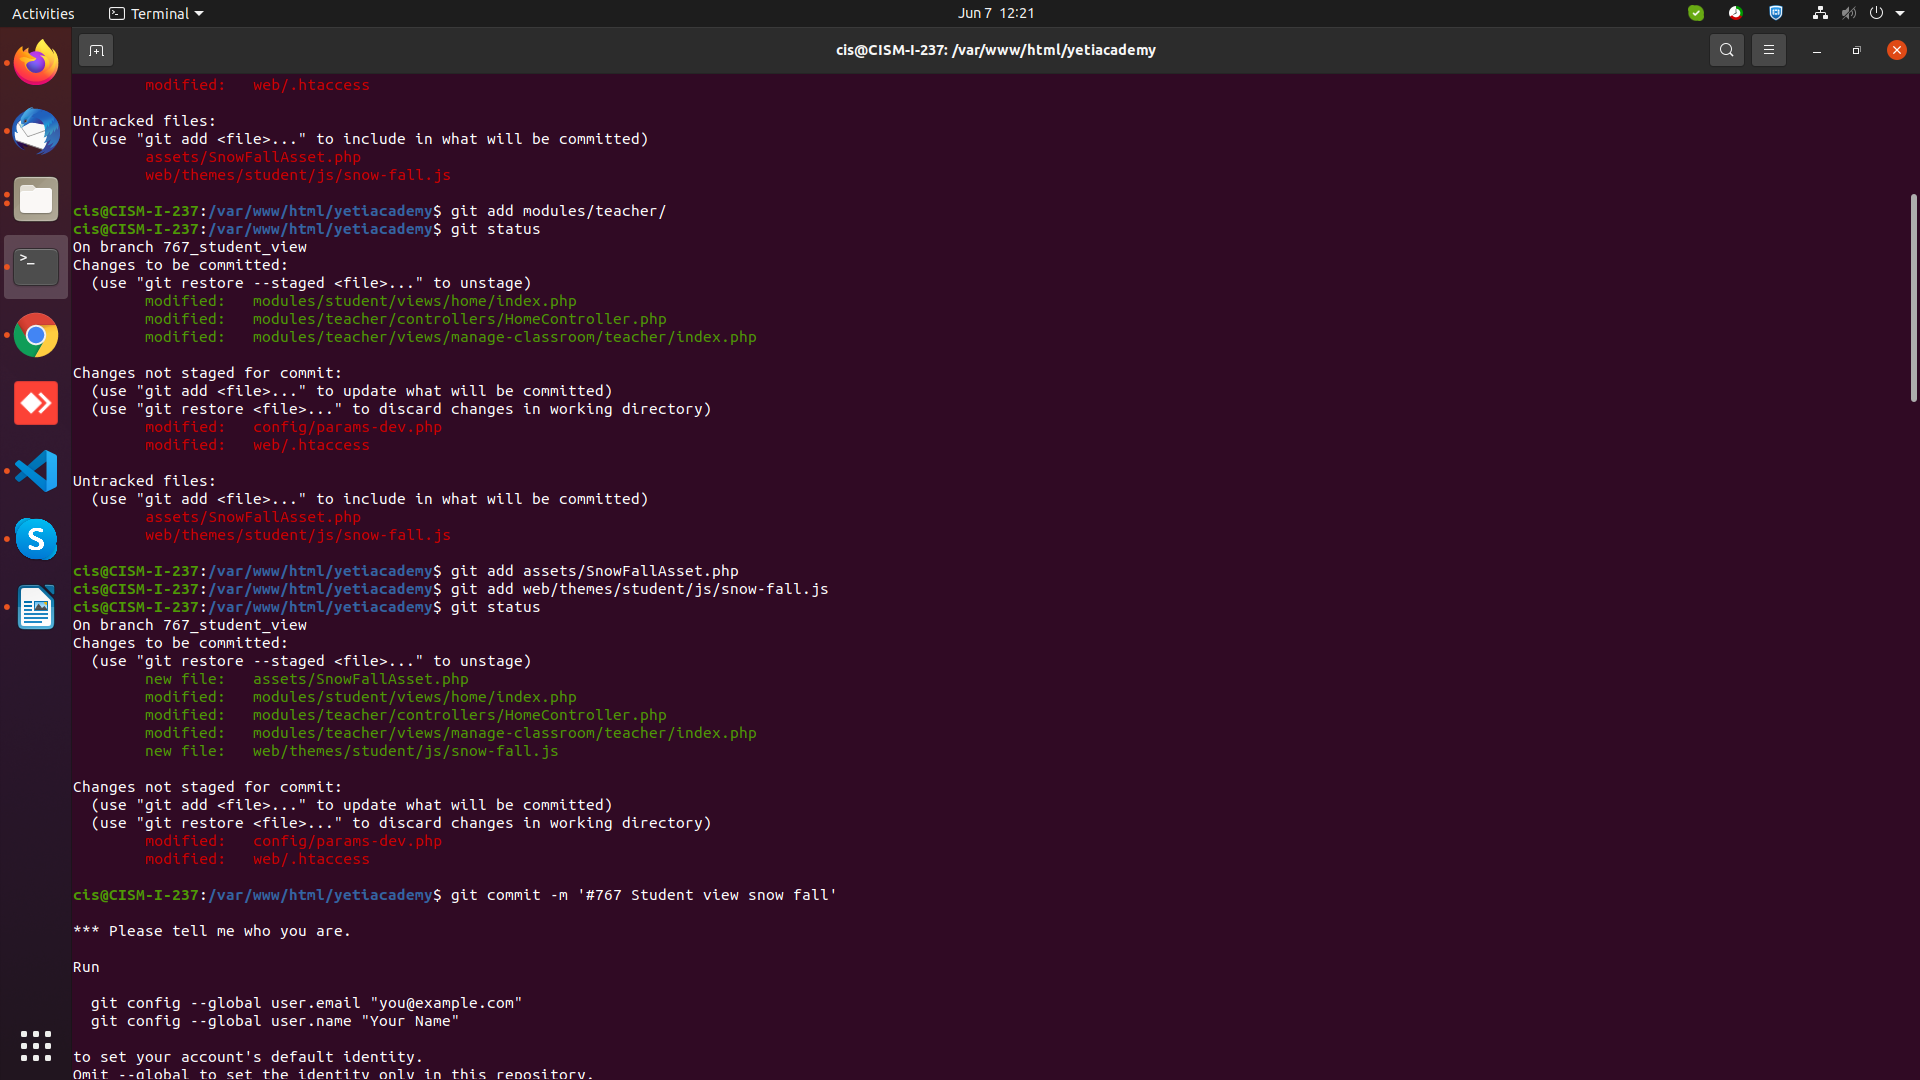 Activities
Terminal
Jun 7 12:21
cis@CISM-I-237: /var/www/html/yetiacademy
modified: web/.htaccess
Untracked files:
(use "git add <file>..." to include in what will be committed)
assets/SnowFallAsset.php
web/themes/student/js/snow-fall.js
cis@CISM-I-237:/var/www/html/yetiacademy$ git add modules/teacher/
cis@CISM-I-237:/var/www/html/yetiacademy$ git status
On branch 767_student_view
Changes to be committed:
(use "git restore --staged <file>..." to unstage)
modified: modules/student/views/home/index.php
modified: modules/teacher/controllers/HomeController.php
modified: modules/teacher/views/manage-classroom/teacher/index.php
Changes not staged for commit:
(use "git add <file>..." to update what will be committed)
(use "git restore <file>..." to discard changes in working directory)
modified: config/params-dev.php
modified: web/.htaccess
Untracked files:
(use "git add <file>..." to include in what will be committed)
assets/SnowFallAsset.php
web/themes/student/js/snow-fall.js
cis@CISM-I-237:/var/www/html/yetiacademy$ git add assets/SnowFallAsset.php
cis@CISM-I-237:/var/www/html/yetiacademy$ git add web/themes/student/js/snow-fall.js
cis@CISM-I-237:/var/www/html/yetiacademy$ git status
On branch 767_student_view
Changes to be committed:
(use "git restore --staged <file>..." to unstage)
new file: assets/SnowFallAsset.php
modified: modules/student/views/home/index.php
modified: modules/teacher/controllers/HomeController.php
modified: modules/teacher/views/manage-classroom/teacher/index.php
new file: web/themes/student/js/snow-fall.js
Changes not staged for commit:
(use "git add <file>..." to update what will be committed)
(use "git restore <file>..." to discard changes in working directory)
modified: config/params-dev.php
modified: web/.htaccess
cis@CISM-I-237:/var/www/html/yetiacademy$ git commit -m '#767 Student view snow fall'
*** Please tell me who you are.
Run
git config --global user.email "you@example.com"
git config --global user.name "Your Name"
to set your account's default identity.
Omit --global to set the identity only in this repository.